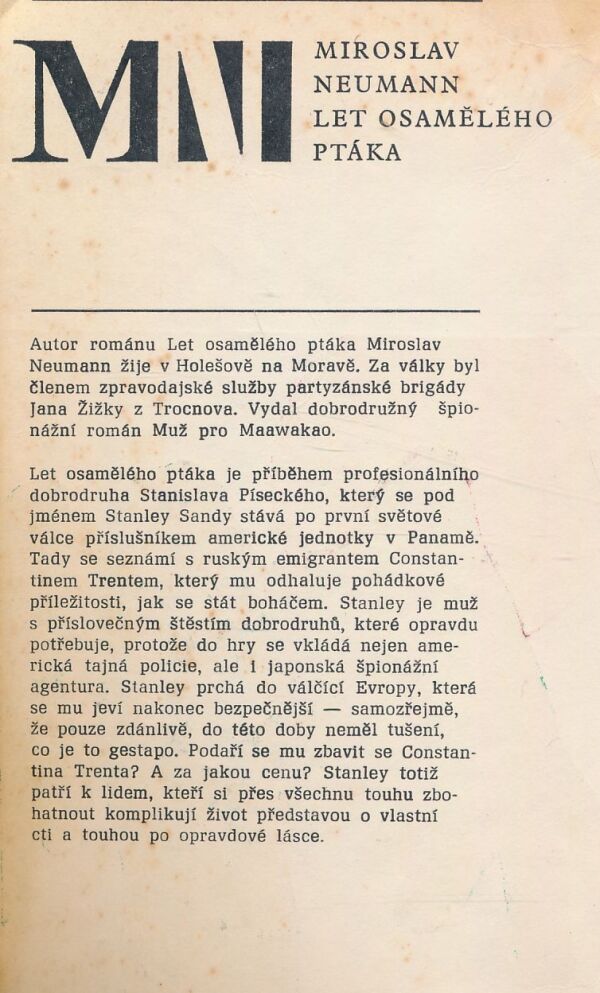 MN
MIROSLAV
NEUMANN
LET OSAMĚLÉHO
PTÁKA
Autor románu Let osamělého ptáka Miroslav
Neumann žije v Holešově na Moravě. Za války byl
členem zpravodajské služby partyzánské brigády
Jana Žižky z Trocnova. Vydal dobrodružný špio-
nážní román Muž pro Maawakao.
Let osamělého ptáka je příběhem profesionálního
dobrodruha Stanislava Píseckého, který se pod
jménem Stanley Sandy stává po první světové
válce příslušníkem americké jednotky v Panamě.
Tady se seznámí s ruským emigrantem Constan-
tinem Trentem, který mu odhaluje pohádkové
příležitosti, jak se stát boháčem. Stanley je muž
s příslovečným štěstím dobrodruhů, které opravdu
potřebuje, protože do hry se vkládá nejen ame-
rická tajná policie, ale i japonská špionážní
agentura. Stanley prchá do válčící Evropy, která
se mu jeví nakonec bezpečnější — samozřejmě,
že pouze zdánlivě, do této doby neměl tušení,
co je to gestapo. Podaří se mu zbavit se Constan-
tina Trenta? A za jakou cenu? Stanley totiž
patří k lidem, kteří si přes všechnu touhu zbo-
hatnout komplikují život představou o vlastní
cti a touhou po opravdové lásce.